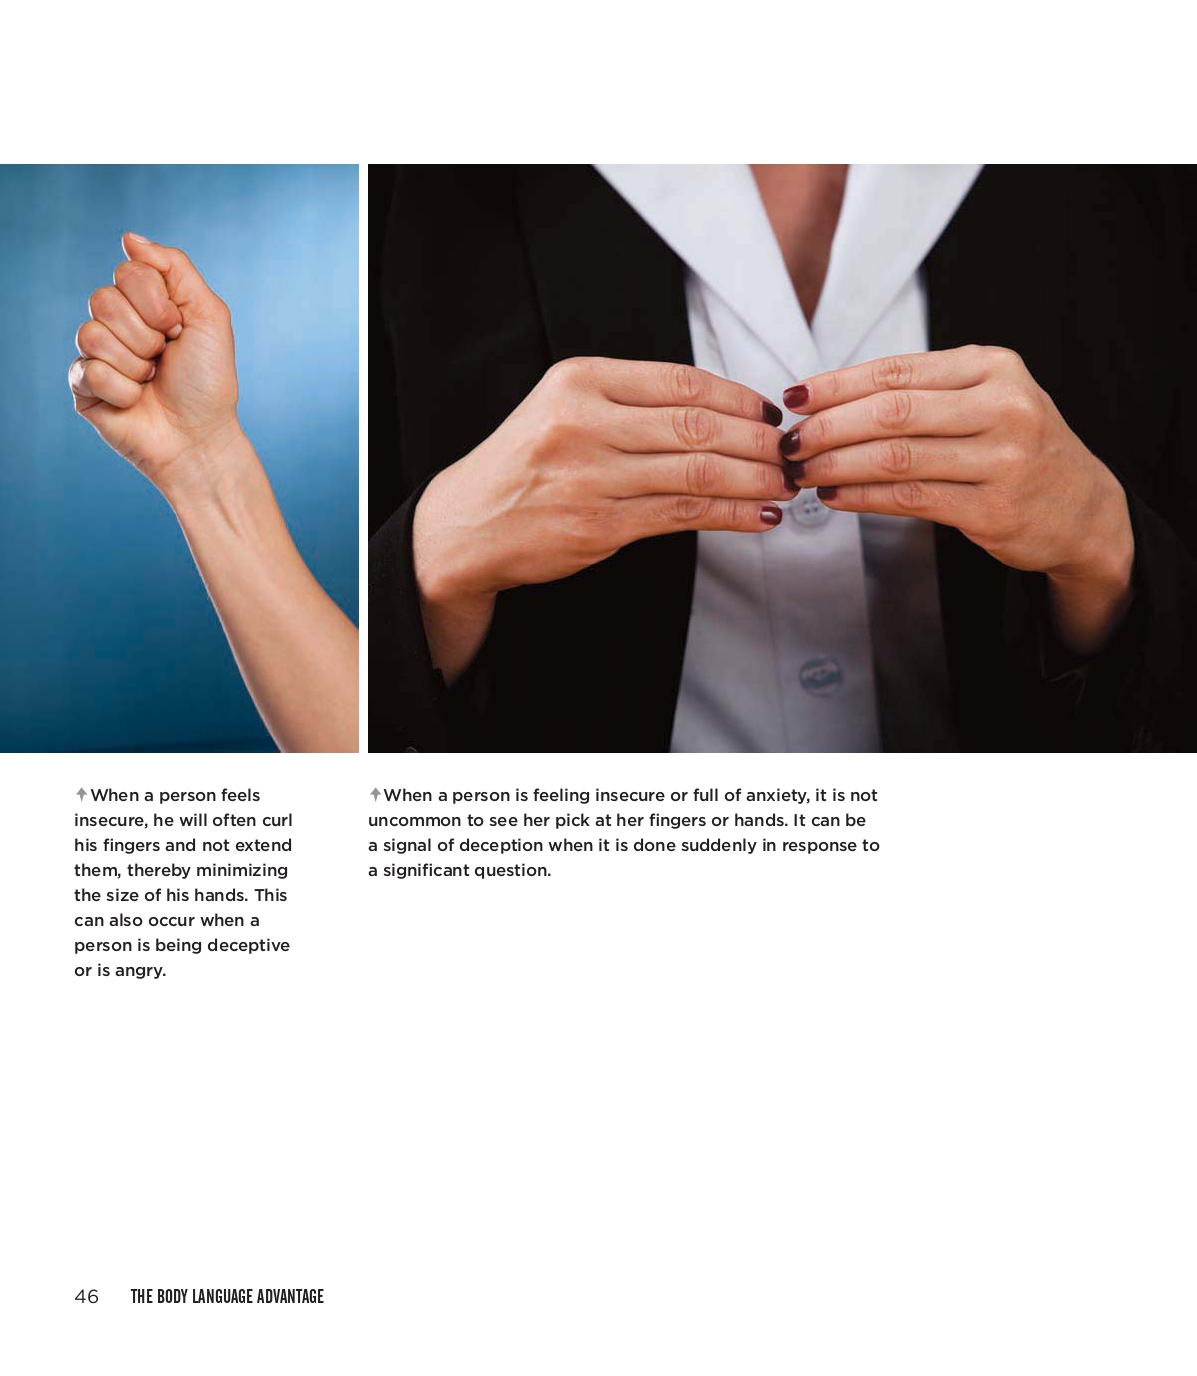 When a person feels
insecure, he will often curl
his fingers and not extend
them, thereby minimizing
the size of his hands. This
can also occur when a
person is being deceptive
or is angry.
When a person is feeling insecure or full of anxiety, it is not
uncommon to see her pick at her fingers or hands. It can be
a signal of deception when it is done suddenly in response to
a significant question.
46 THE BODY LANGUAGE ADVANTAGE